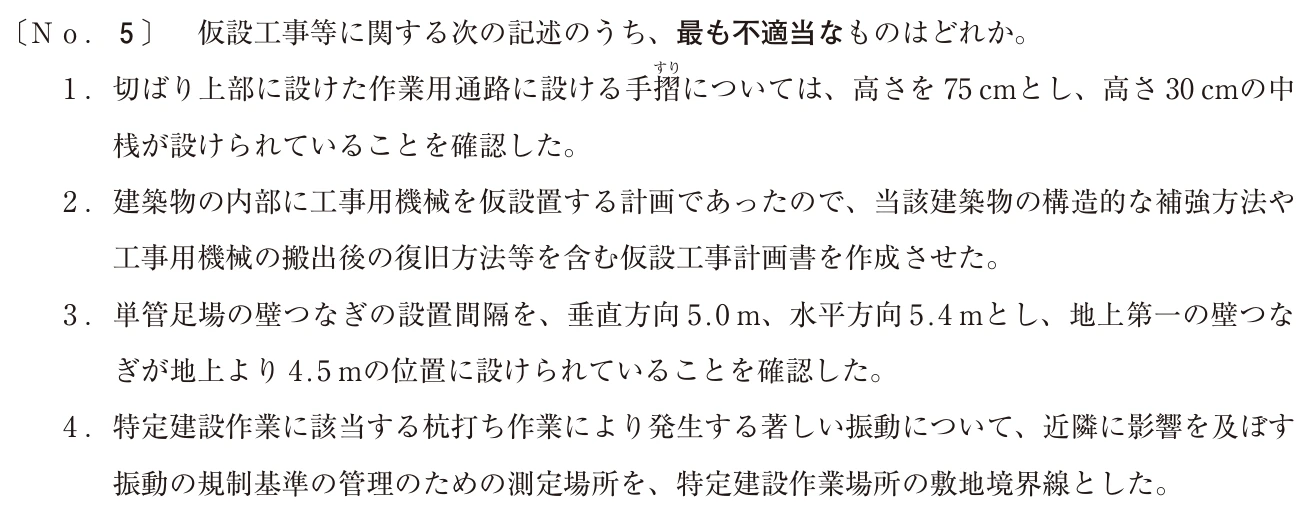 〔No. 5〕 仮設工事等に関する次の記述のうち、最も不適当なものはどれか。
1. 切ばり上部に設けた作業用通路に設ける手摺(すり)については、高さを 75 cmとし、高さ 30 cmの中
桟が設けられていることを確認した。
2. 建築物の内部に工事用機械を仮設置する計画であったので、当該建築物の構造的な補強方法や
工事用機械の搬出後の復旧方法等を含む仮設工事計画書を作成させた。
3. 単管足場の壁つなぎの設置間隔を、垂直方向 5.0 m、水平方向 5.4 mとし、地上第一の壁つな
ぎが地上より 4.5 mの位置に設けられていることを確認した。
4. 特定建設作業に該当する杭打ち作業により発生する著しい振動について、近隣に影響を及ぼす
振動の規制基準の管理のための測定場所を、特定建設作業場所の敷地境界線とした。